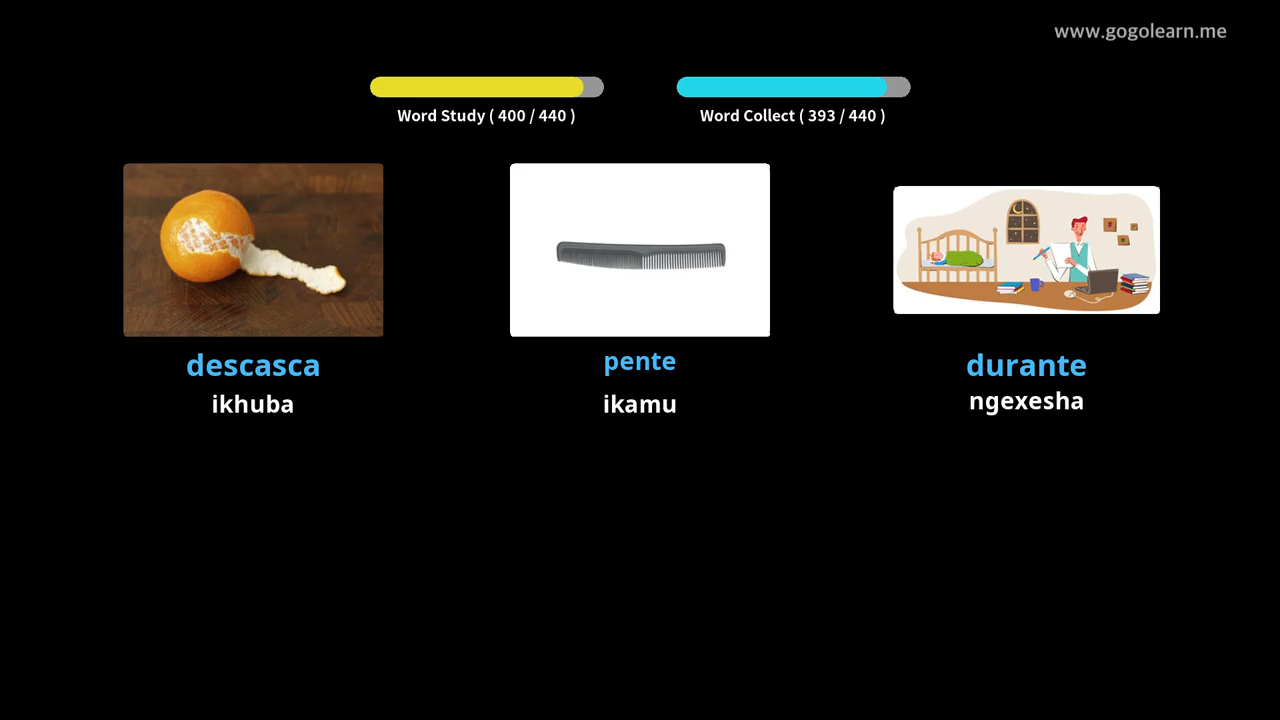 www.gogolearn.me
Word Study ( 400 / 440 )
Word Collect ( 393 / 440 )
descasca
ikhuba
pente
ikamu
durante
ngexesha